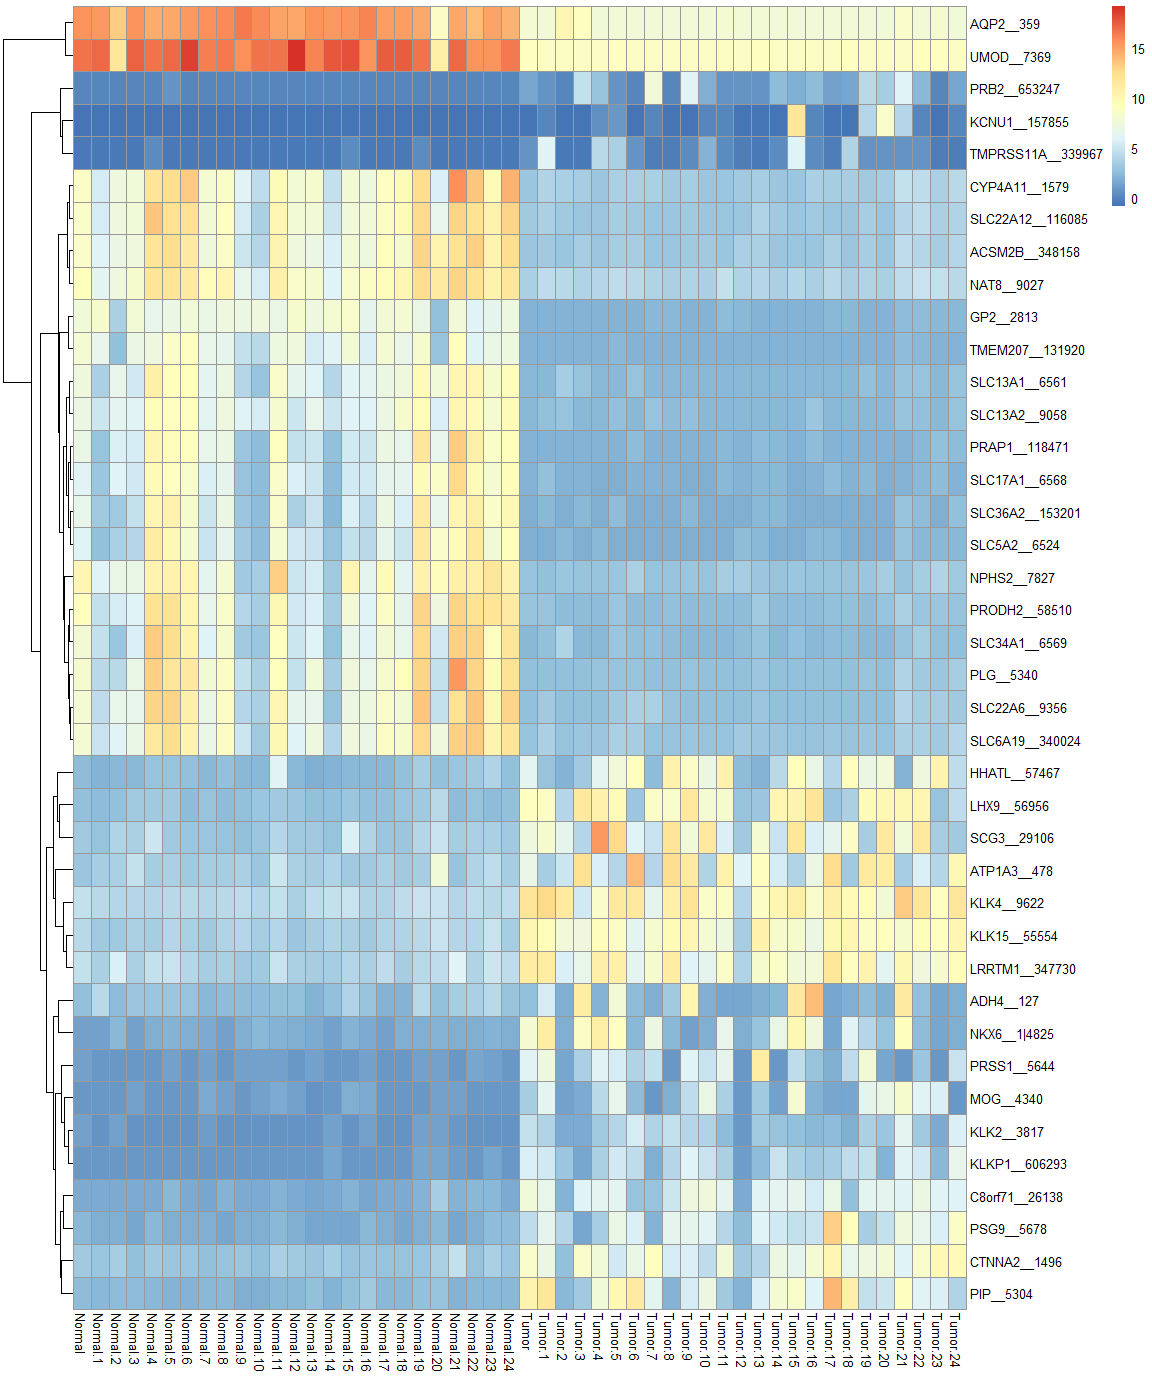 AQP2__359
UMOD__7369
PRB2__653247
KCNU1__157855
TMPRSS11A__339967
CYP4A11__1579
SLC22A12__116085
ACSM2B__348158
NAT8__9027
GP2__2813
TMEM207__131920
SLC13A1__6561
SLC13A2__9058
PRAP1__118471
SLC17A1__6568
SLC36A2__153201
SLC5A2__6524
NPHS2__7827
PRODH2__58510
SLC34A1__6569
PLG__5340
SLC22A6__9356
SLC6A19__340024
HHATL__57467
LHX9__56956
SCG3__29106
ATP1A3__478
KLK4__9622
KLK15__55554
LRRTM1__347730
ADH4__127
NKX6__1|4825
PRSS1__5644
MOG__4340
KLK2__3817
KLKP1__606293
C8orf71__26138
PSG9__5678
CTNNA2__1496
PIP__5304
15
10
5
0
Normal
Normal.1
Normal.2
Normal.3
Normal.4
Normal.5
Normal.6
Normal.7
Normal.8
Normal.9
Normal.10
Normal.11
Normal.12
Normal.13
Normal.14
Normal.15
Normal.16
Normal.17
Normal.18
Normal.19
Normal.20
Normal.21
Normal.22
Normal.23
Normal.24
Tumor
Tumor.1
Tumor.2
Tumor.3
Tumor.4
Tumor.5
Tumor.6
Tumor.7
Tumor.8
Tumor.9
Tumor.10
Tumor.11
Tumor.12
Tumor.13
Tumor.14
Tumor.15
Tumor.16
Tumor.17
Tumor.18
Tumor.19
Tumor.20
Tumor.21
Tumor.22
Tumor.23
Tumor.24